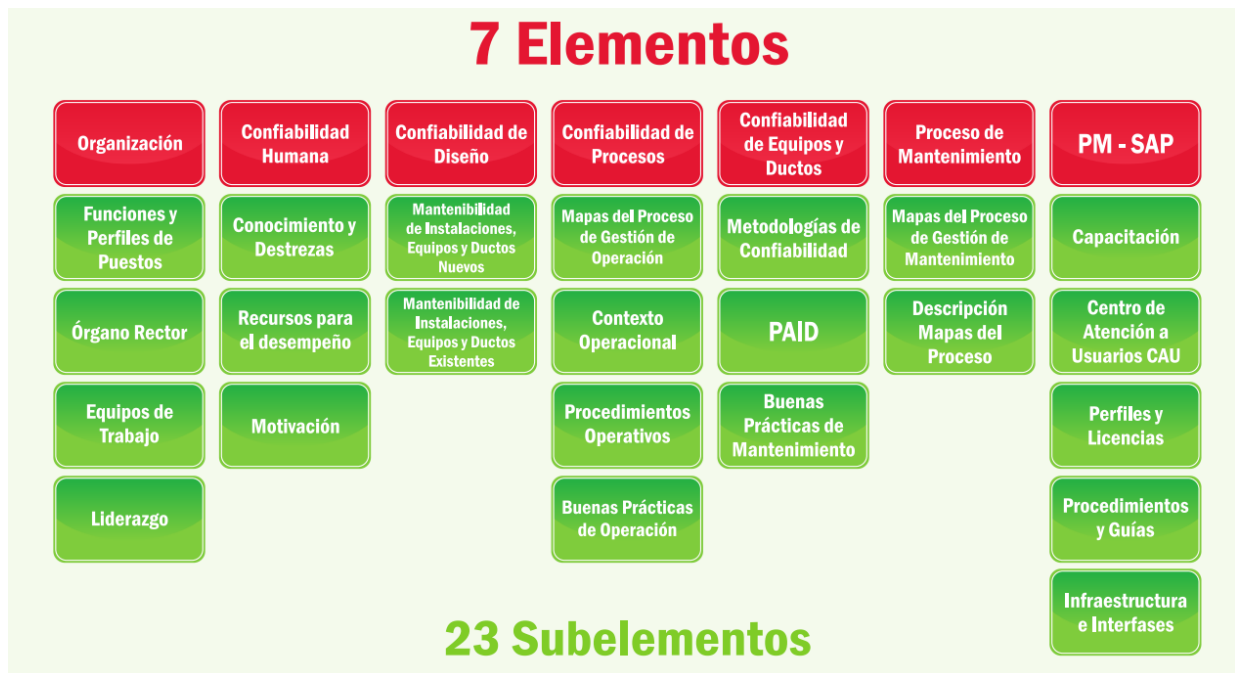 7 Elementos
Organización
Confiabilidad
Humana
Confiabilidad de
Diseño
Confiabilidad de
Procesos
Confiabilidad
de Equipos y
Ductos
Proceso de
Mantenimiento
PM - SAP
Funciones y
Perfiles de
Puestos
Conocimiento y
Destrezas
Mantenibilidad
de Instalaciones,
Equipos y Ductos
Nuevos
Mapas del Proceso
de Gestión de
Operación
Metodologías de
Confiabilidad
Mapas del Proceso
de Gestión de
Mantenimiento
Capacitación
Órgano Rector
Recursos para
el desempeño
Mantenibilidad de
Instalaciones,
Equipos y Ductos
Existentes
Contexto
Operacional
PAID
Descripción
Mapas del
Proceso
Centro de
Atención a
Usuarios CAU
Equipos de
Trabajo
Motivación
Procedimientos
Operativos
Buenas
Prácticas de
Mantenimiento
Perfiles y
Licencias
Liderazgo
Buenas Prácticas
de Operación
Procedimientos
y Guías
Infraestructura
e Interfases
23 Subelementos